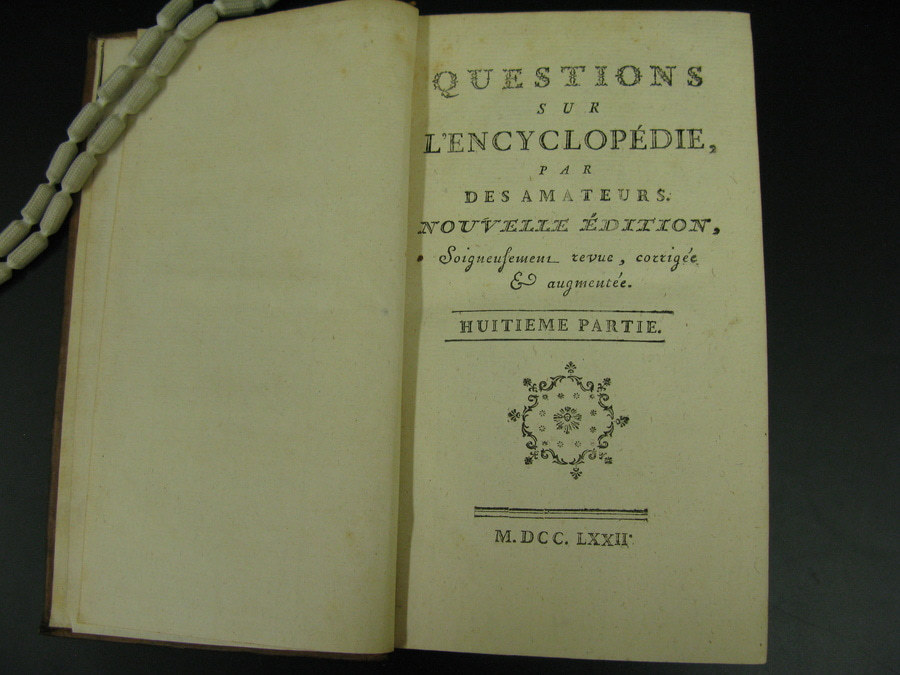 QUESTIONS
SUR
L'ENCYCLOPÉDIE,
PAR
DES AMATEURS.
NOUVELLE ÉDITION,
Soigneusement revue, corrigée
& augmentée.
HUITIEME PARTIE.
M. DCC. LXXII.